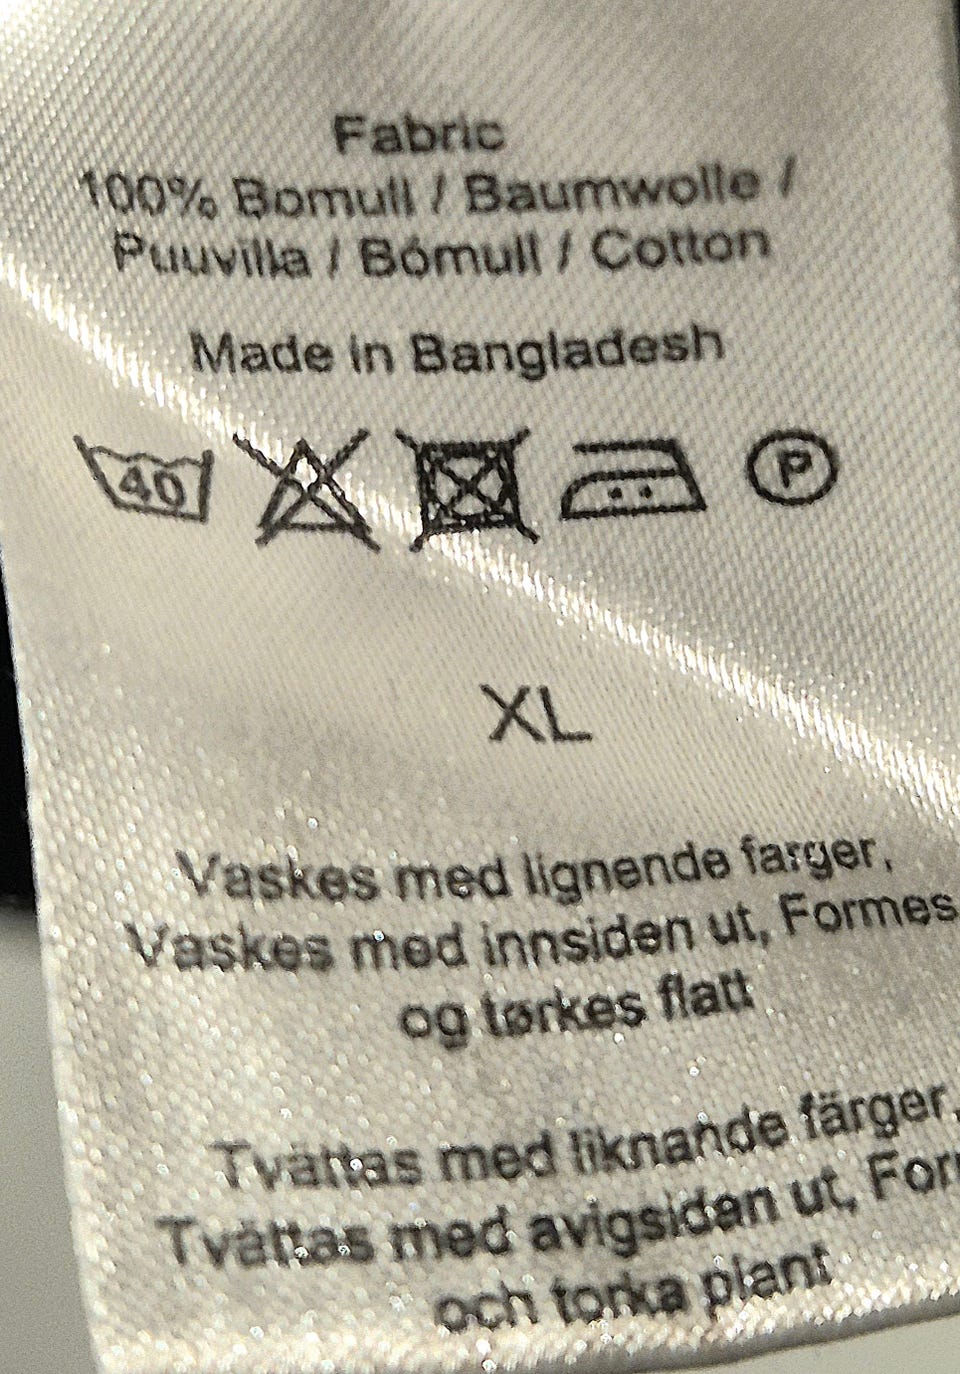 Fabric
100% Bomull / Baumwolle /
Puuvilla / Bómull / Cotton
Made in Bangladesh
40
P
XL
Vaskes med lignende farger,
Vaskes med innsiden ut, Formes
og tørkes flatt
Tvättas med liknande färger,
Tvättas med avigsidan ut,
och torka plant